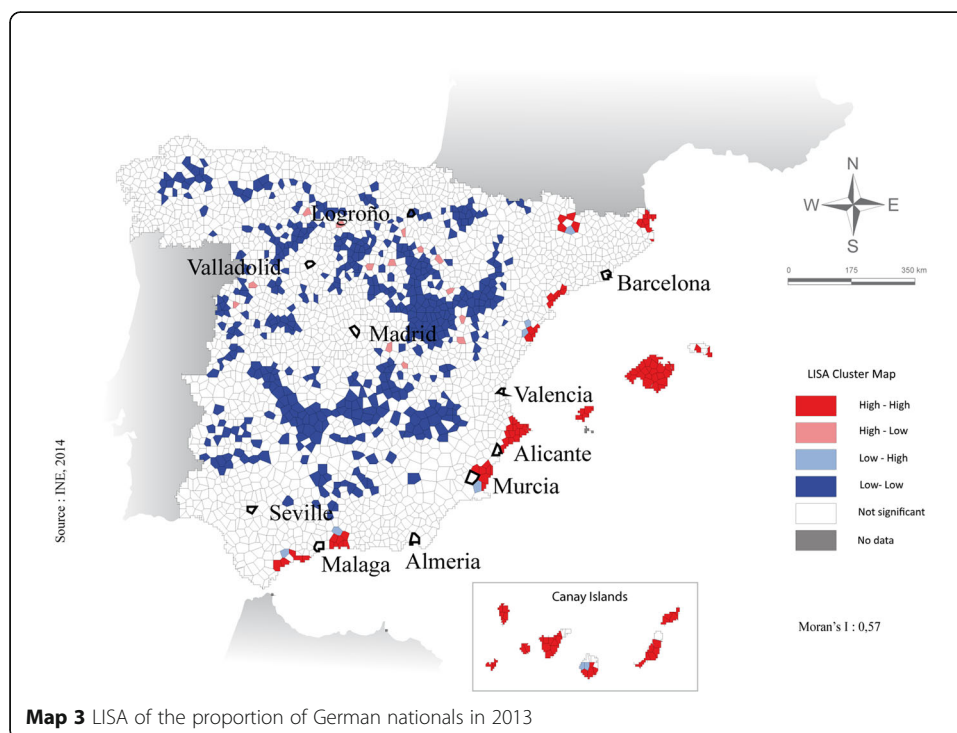 N
W E
S
0 175 350 km
Logroño
Valladolid
Barcelona
Madrid
Valencia
Alicante
Murcia
Seville
Malaga
Almeria
LISA Cluster Map
High - High
High - Low
Low - High
Low- Low
Not significant
No data
Source : INE, 2014
Canay Islands
Moran's I : 0,57
Map 3 LISA of the proportion of German nationals in 2013